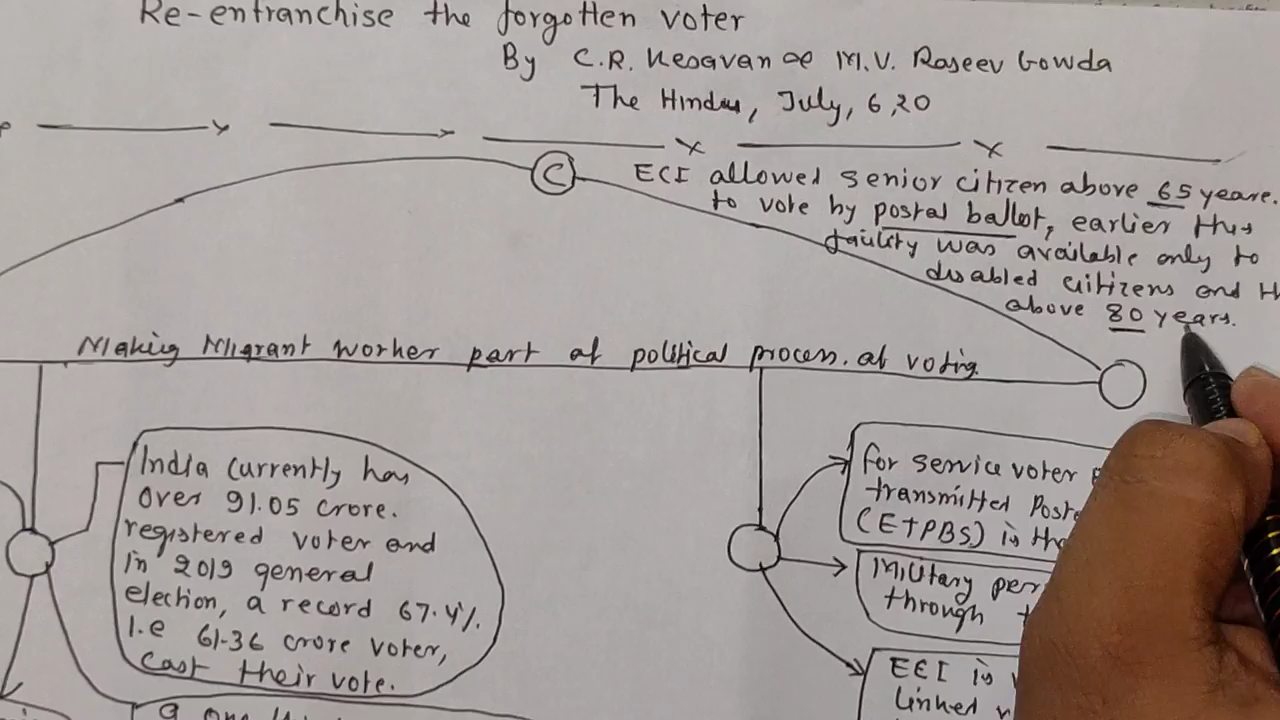 Re-enfranchise the forgotten voter
By C.R. Kesavan & M.V. Rajeev Gowda
The Hindu, July, 6, 20
C
ECI allowed senior citizen above 65 years.
to vote by postal ballot, earlier this
facility was available only to
disabled citizens and
above 80 years.
Making Migrant worker part of political process of voting.
India currently has
over 91.05 crore.
registered voter and
in 2019 general
election, a record 67.4%.
I.e 61.36 crore voter,
cast their vote.
for service voter
transmitted
(ETPBS) is
Military
through
ECI is
linked